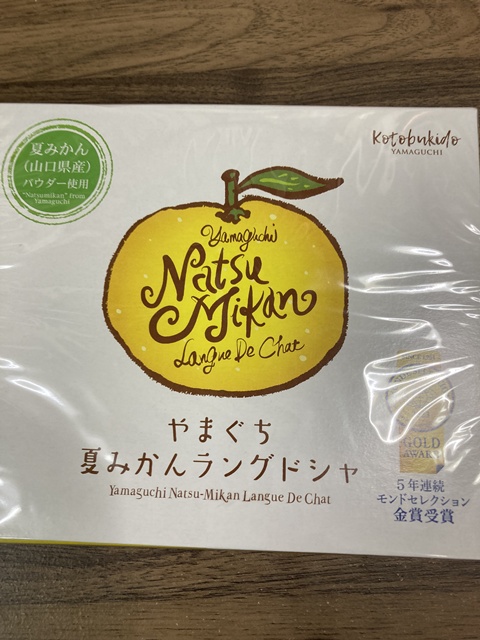 夏みかん
（山口県産）
パウダー使用
"Natsumikan" from
Yamaguchi
Kotobukido
YAMAGUCHI
Yamaguchi
Natsu
Mikan
Langue De Chat
やまぐち
夏みかんラングドシャ
Yamaguchi Natsu-Mikan Langue De Chat
GOLD
AWARD
5年連続
モンドセレクション
金賞受賞